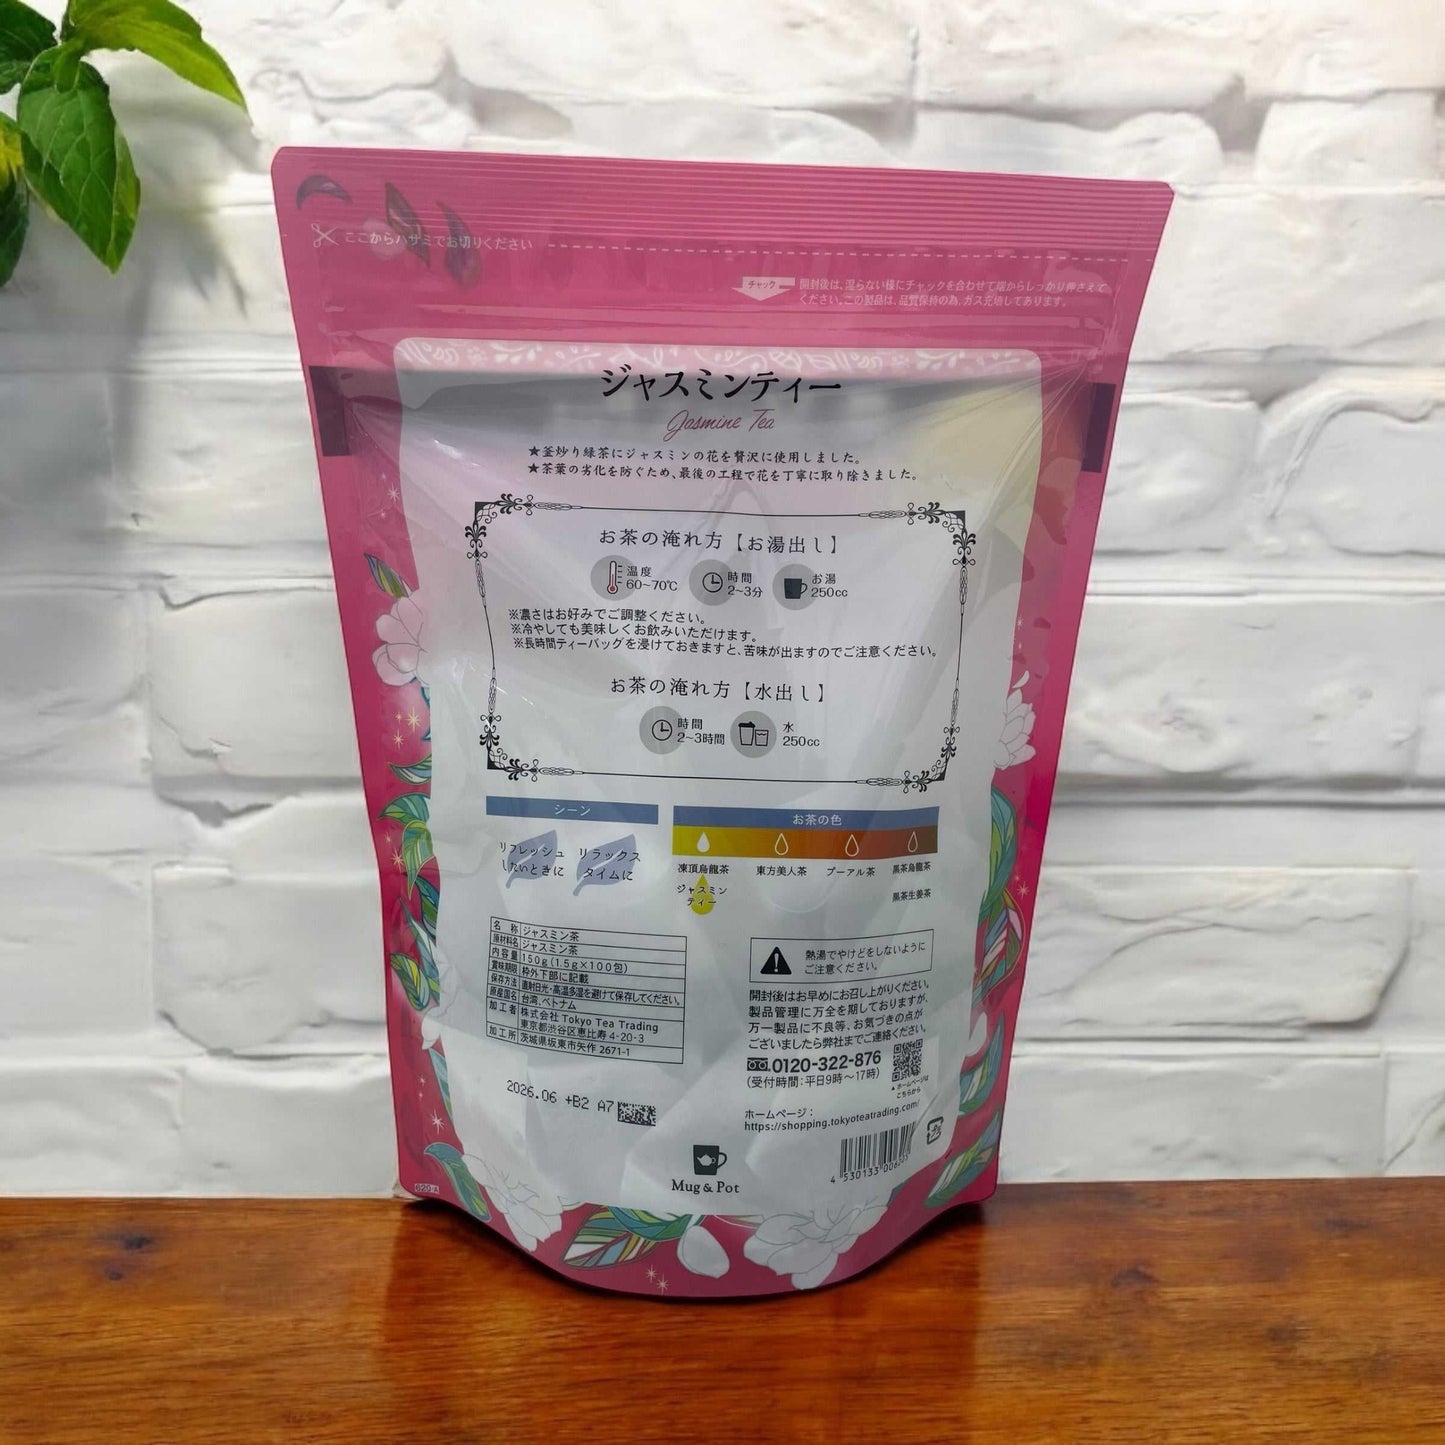 ここからハサミでお切りください
チャック
開封後は、湿らない様にチャックを合わせて端からしっかり押さえて
ください。この製品は、品質保持の為、ガス充填してあります。
ジャスミンティー
Jasmine Tea
★釜炒り緑茶にジャスミンの花を贅沢に使用しました。
★茶葉の劣化を防ぐため、最後の工程で花を丁寧に取り除きました。
お茶の淹れ方【お湯出し】
温度 60~70℃
時間 2~3分
お湯 250cc
※濃さはお好みでご調整ください。
※冷やしても美味しくお飲みいただけます。
※長時間ティーバッグを浸けておきますと、苦味が出ますのでご注意ください。
お茶の淹れ方【水出し】
時間 2~3時間
水 250cc
シーン
リフレッシュ
したいときに
リラックス
タイムに
お茶の色
凍頂烏龍茶 東方美人茶 プーアル茶 黒茶烏龍茶
ジャスミン
ティー
黒茶生姜茶
名称 ジャスミン茶
原材料名 ジャスミン茶
内容量 150g(1.5g×100包)
賞味期限 枠外下部に記載
保存方法 直射日光・高温多湿を避けて保存してください。
原産国名 台湾、ベトナム
加工者 株式会社 Tokyo Tea Trading
東京都渋谷区恵比寿 4-20-3
加工所 茨城県坂東市矢作 2671-1
2026.06 +B2 A7
熱湯でやけどをしないように
ご注意ください。
開封後はお早めにお召し上がりください。
製品管理に万全を期しておりますが、
万一製品に不良等、お気づきの点が
ございましたら弊社までご連絡ください。
0120-322-876
(受付時間:平日9時~17時)
▲ホームページは
こちらから
ホームページ:
https://shopping.tokyoteatrading.com/
Mug & Pot
620-A